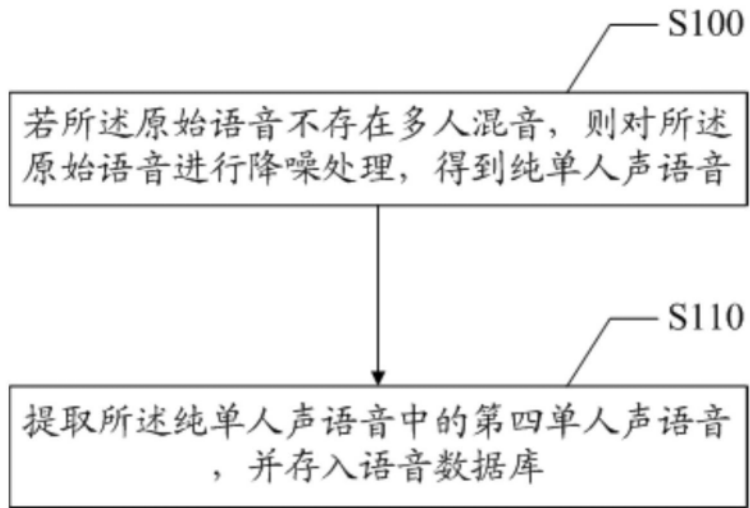 S100
若所述原始语音不存在多人混音，则对所述
原始语音进行降噪处理，得到纯单人声语音
S110
提取所述纯单人声语音中的第四单人声语音
，并存入语音数据库